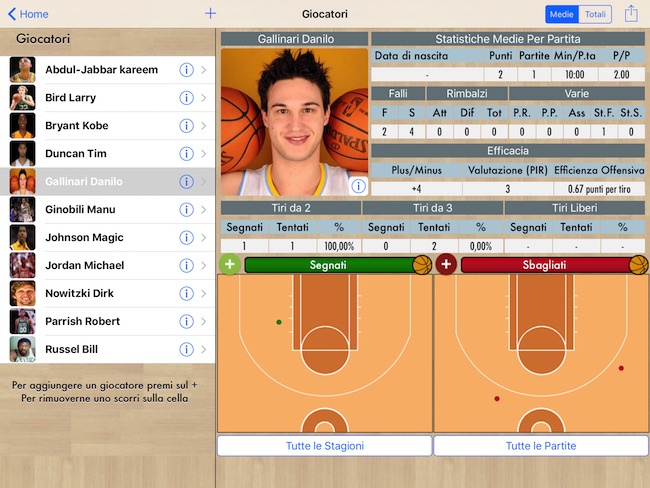 Home
+
Giocatori
Medie
Totali
Giocatori
Abdul-Jabbar kareem
Bird Larry
Bryant Kobe
Duncan Tim
Gallinari Danilo
Ginobili Manu
Johnson Magic
Jordan Michael
Nowitzki Dirk
Parrish Robert
Russel Bill
Per aggiungere un giocatore premi sul +
Per rimuoverne uno scorri sulla cella
Gallinari Danilo
SPALDING
Statistiche Medie Per Partita
Data di nascita Punti Partite Min/P.ta P/P
- 2 1 10:00 2.00
Falli Rimbalzi Varie
F S Att Dif Tot P.R. P.P. Ass St.F. St.S.
2 4 0 0 0 0 0 0 1 0
Efficacia
Plus/Minus Valutazione (PIR) Efficienza Offensiva
+4 3 0.67 punti per tiro
Tiri da 2 Tiri da 3 Tiri Liberi
Segnati Tentati % Segnati Tentati % Segnati Tentati %
1 1 100,00% 0 2 0,00% - - -
+ Segnati + Sbagliati
Tutte le Stagioni Tutte le Partite